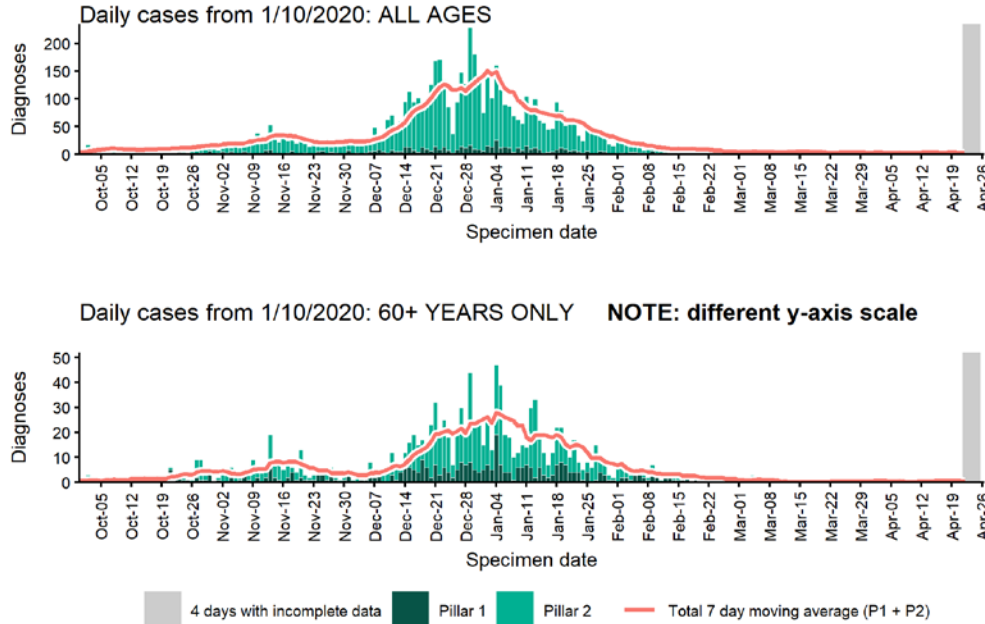 Daily cases from 1/10/2020: ALL AGES
Diagnoses
200
150
100
50
0
Oct-05
Oct-12
Oct-19
Oct-26
Nov-02
Nov-09
Nov-16
Nov-23
Nov-30
Dec-07
Dec-14
Dec-21
Dec-28
Jan-04
Jan-11
Jan-18
Jan-25
Feb-01
Feb-08
Feb-15
Feb-22
Mar-01
Mar-08
Mar-15
Mar-22
Mar-29
Apr-05
Apr-12
Apr-19
Apr-26
Specimen date
Daily cases from 1/10/2020: 60+ YEARS ONLY NOTE: different y-axis scale
Diagnoses
50
40
30
20
10
0
Oct-05
Oct-12
Oct-19
Oct-26
Nov-02
Nov-09
Nov-16
Nov-23
Nov-30
Dec-07
Dec-14
Dec-21
Dec-28
Jan-04
Jan-11
Jan-18
Jan-25
Feb-01
Feb-08
Feb-15
Feb-22
Mar-01
Mar-08
Mar-15
Mar-22
Mar-29
Apr-05
Apr-12
Apr-19
Apr-26
Specimen date
4 days with incomplete data Pillar 1 Pillar 2 Total 7 day moving average (P1 + P2)